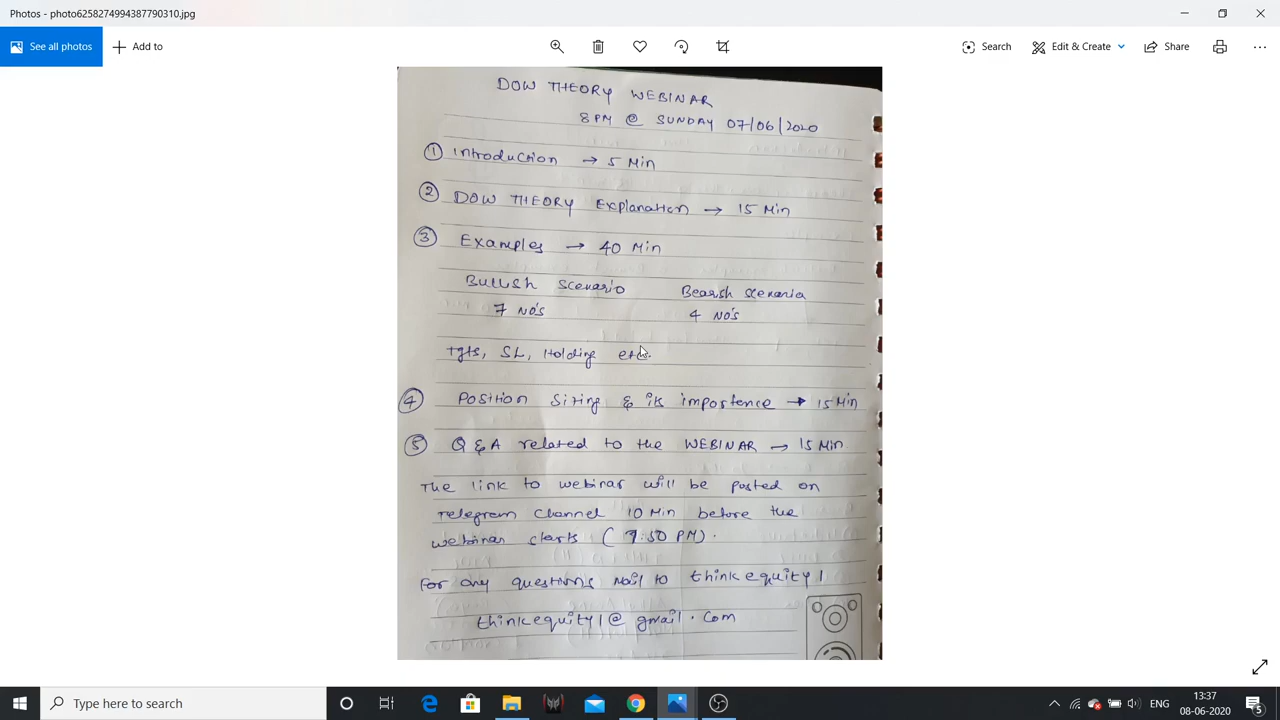 Photos - photo6258274994387790310.jpg
See all photos
Add to
Search
Edit & Create
Share
DOW THEORY WEBINAR
8PM @ SUNDAY 07/06/2020
① Introduction → 5 Min
② DOW THEORY Explanation → 15 Min
③ Examples → 40 Min
Bullish scenario Bearish scenaria
7 NO's 4 NO's
Tgts, SL, Holding etc.
④ Position sizing & its importence → 15 Min
⑤ Q & A related to the WEBINAR → 15 Min.
The link to webinar will be posted on
Telegram channel 10 Min before the
webinar starts (7:50 PM).
For any questions mail to thinkequity1
thinkequity1@gmail.com
Type here to search
ENG
13:37
08-06-2020
5